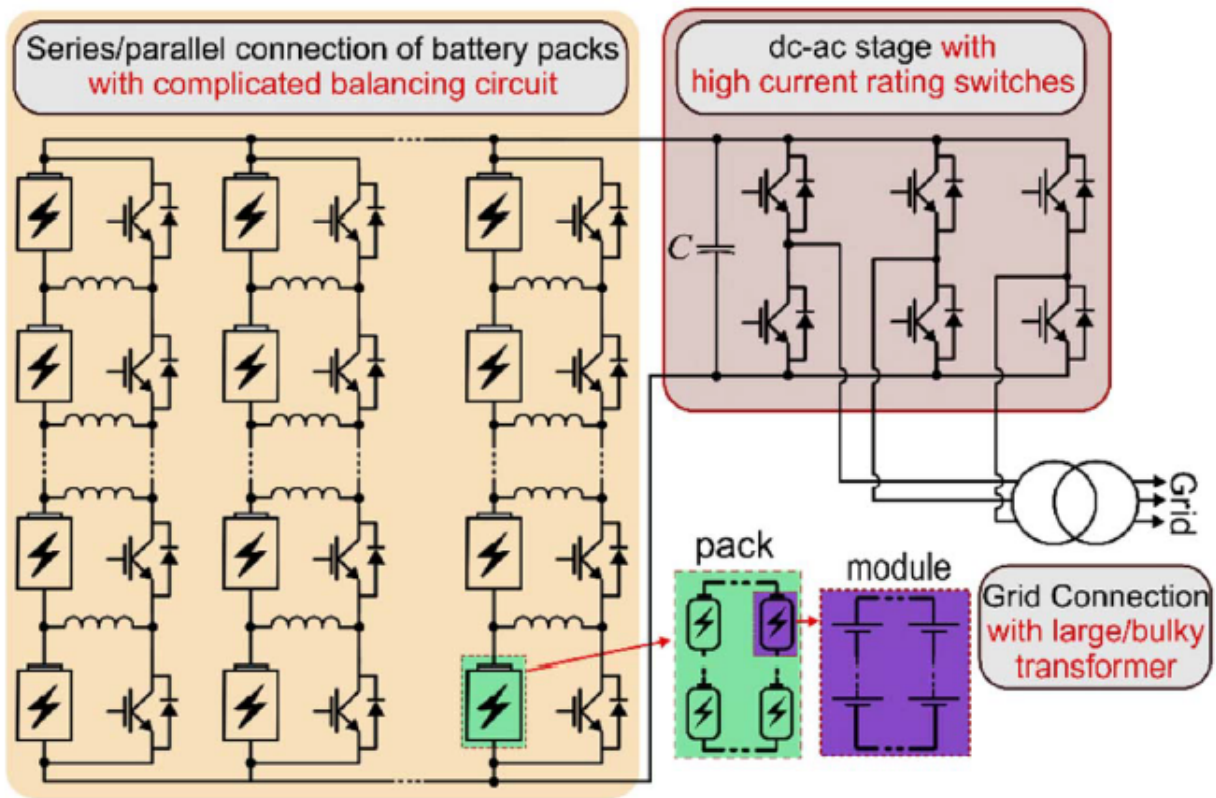 Series/parallel connection of battery packs
with complicated balancing circuit
dc-ac stage with
high current rating switches
C
Grid
pack
module
Grid Connection
with large/bulky
transformer